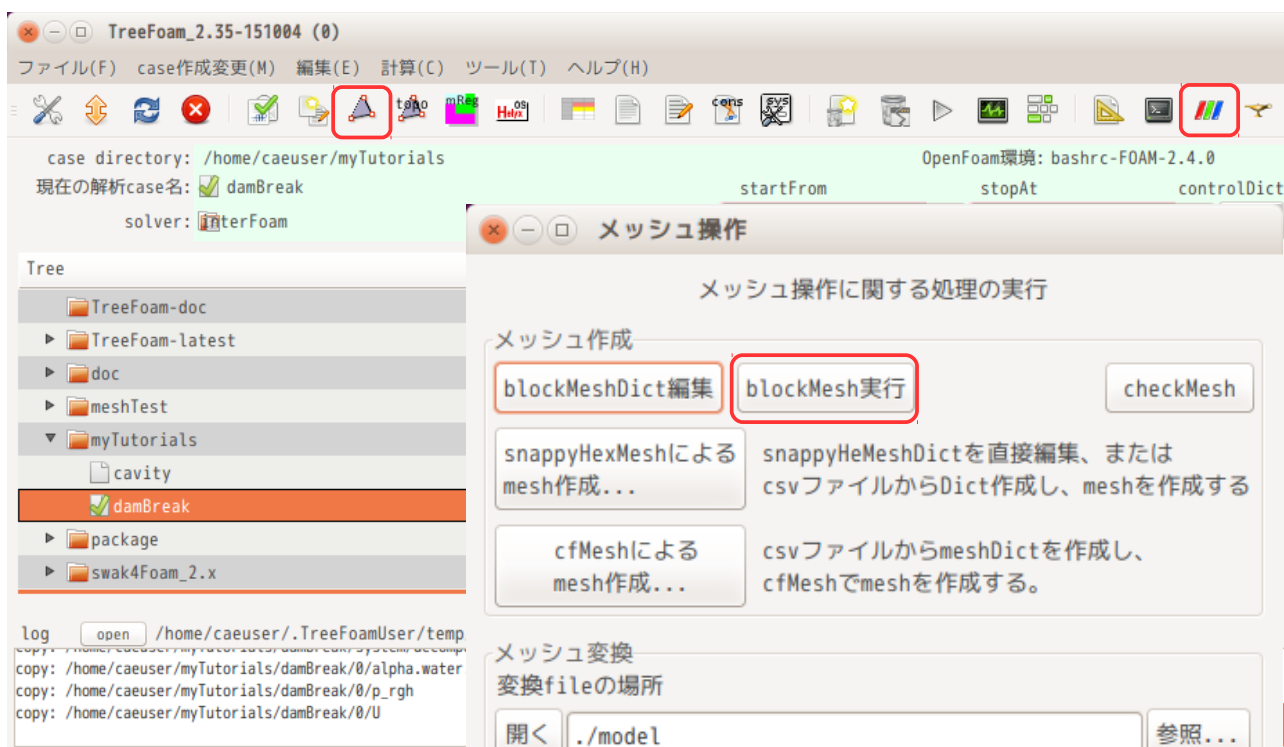 TreeFoam_2.35-151004 (0)
ファイル(F) case作成変更(M) 編集(E) 計算(C) ツール(T) ヘルプ(H)
topo mReg Helyx OS cons sys
case directory: /home/caeuser/myTutorials OpenFoam環境: bashrc-FOAM-2.4.0
現在の解析case名: damBreak startFrom stopAt controlDict
solver: interFoam
メッシュ操作
Tree
メッシュ操作に関する処理の実行
TreeFoam-doc
TreeFoam-latest
doc
meshTest
myTutorials
cavity
damBreak
package
swak4Foam_2.x
メッシュ作成
blockMeshDict編集 blockMesh実行 checkMesh
snappyHexMeshによる
mesh作成...
snappyHeMeshDictを直接編集、または
csvファイルからDict作成し、meshを作成する
cfMeshによる
mesh作成...
csvファイルからmeshDictを作成し、
cfMeshでmeshを作成する。
log open /home/caeuser/.TreeFoamUser/temp
copy: /home/caeuser/myTutorials/damBreak/0/alpha.water
copy: /home/caeuser/myTutorials/damBreak/0/p_rgh
copy: /home/caeuser/myTutorials/damBreak/0/U
メッシュ変換
変換fileの場所
開く ./model 参照...